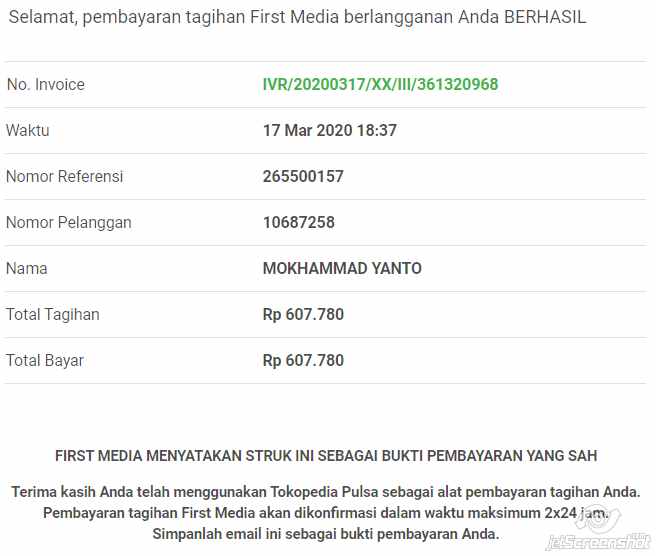 Selamat, pembayaran tagihan First Media berlangganan Anda BERHASIL
No. Invoice IVR/20200317/XX/III/361320968
Waktu 17 Mar 2020 18:37
Nomor Referensi 265500157
Nomor Pelanggan 10687258
Nama MOKHAMMAD YANTO
Total Tagihan Rp 607.780
Total Bayar Rp 607.780
FIRST MEDIA MENYATAKAN STRUK INI SEBAGAI BUKTI PEMBAYARAN YANG SAH
Terima kasih Anda telah menggunakan Tokopedia Pulsa sebagai alat pembayaran tagihan Anda.
Pembayaran tagihan First Media akan dikonfirmasi dalam waktu maksimum 2x24 jam.
Simpanlah email ini sebagai bukti pembayaran Anda.
jetScreenshot